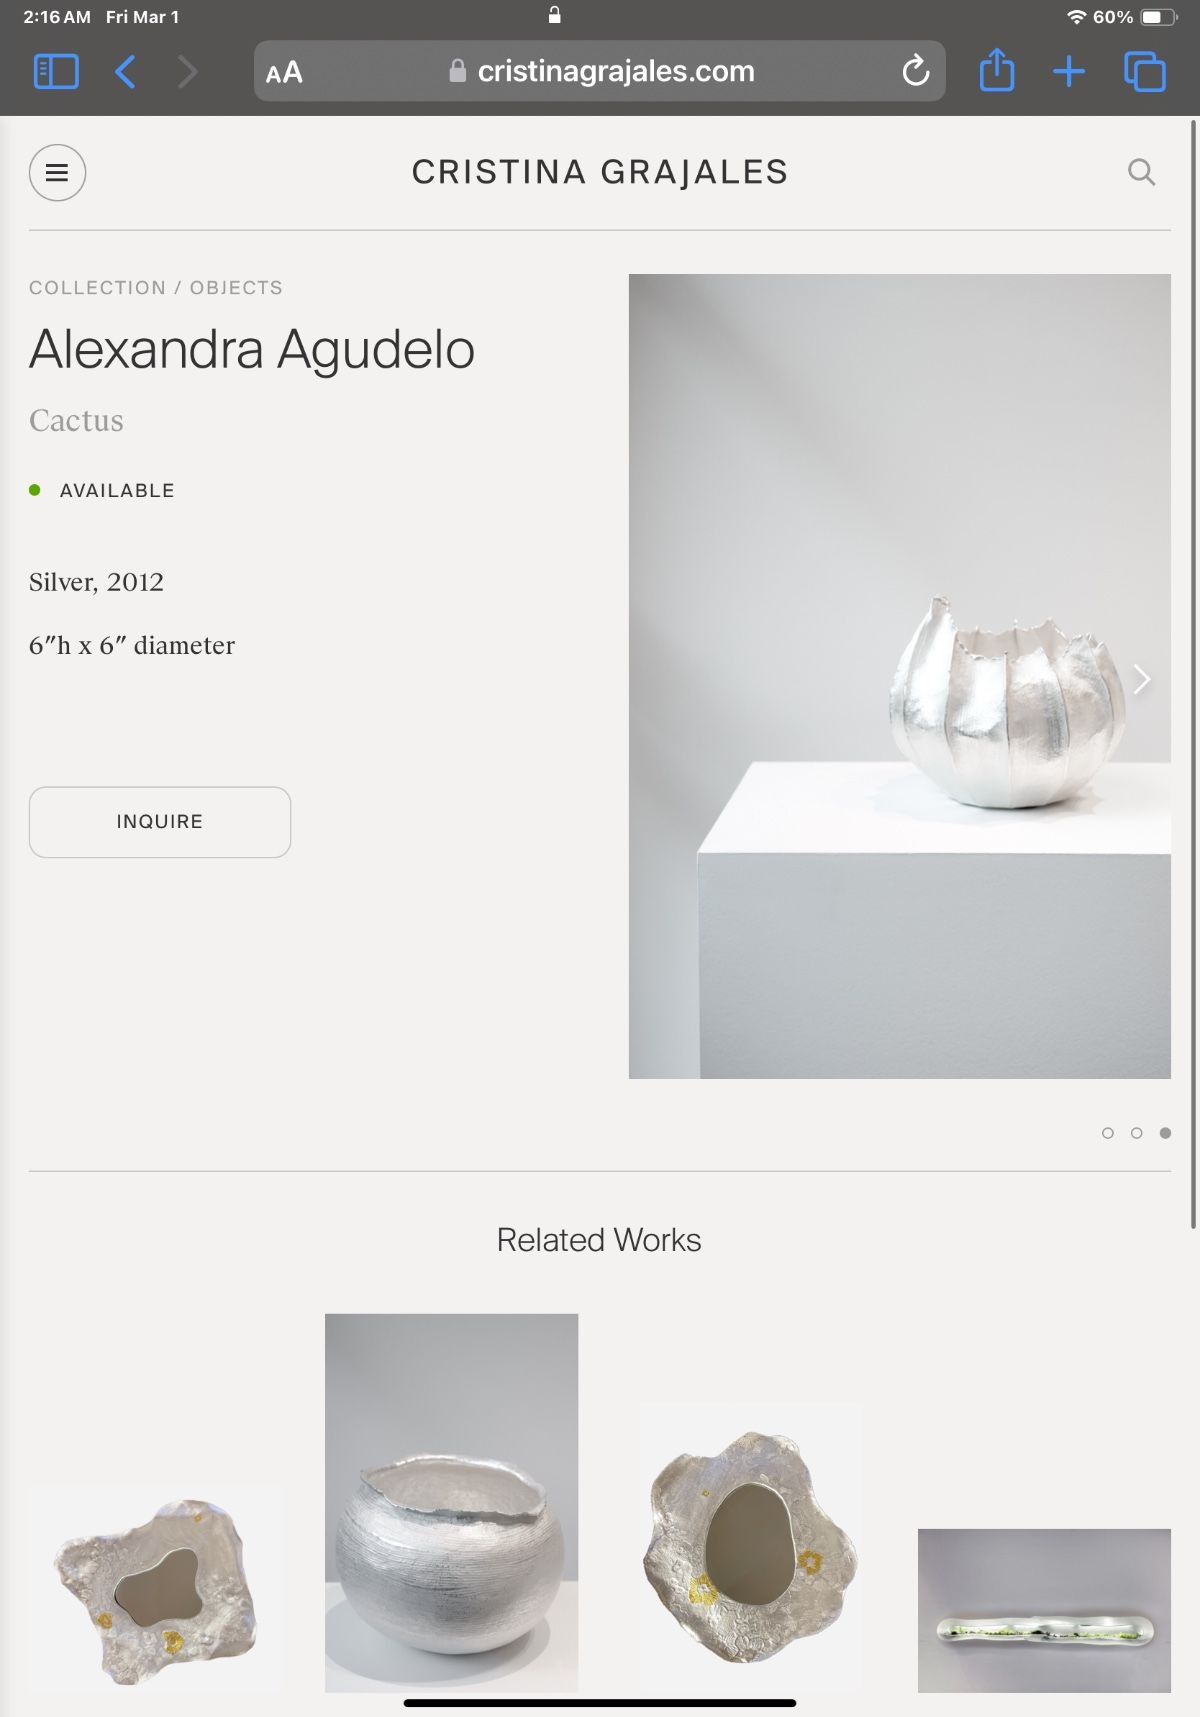 2:16 AM Fri Mar 1
60%
AA
cristinagrajales.com
CRISTINA GRAJALES
COLLECTION / OBJECTS
Alexandra Agudelo
Cactus
AVAILABLE
Silver, 2012
6″h x 6″ diameter
INQUIRE
Related Works